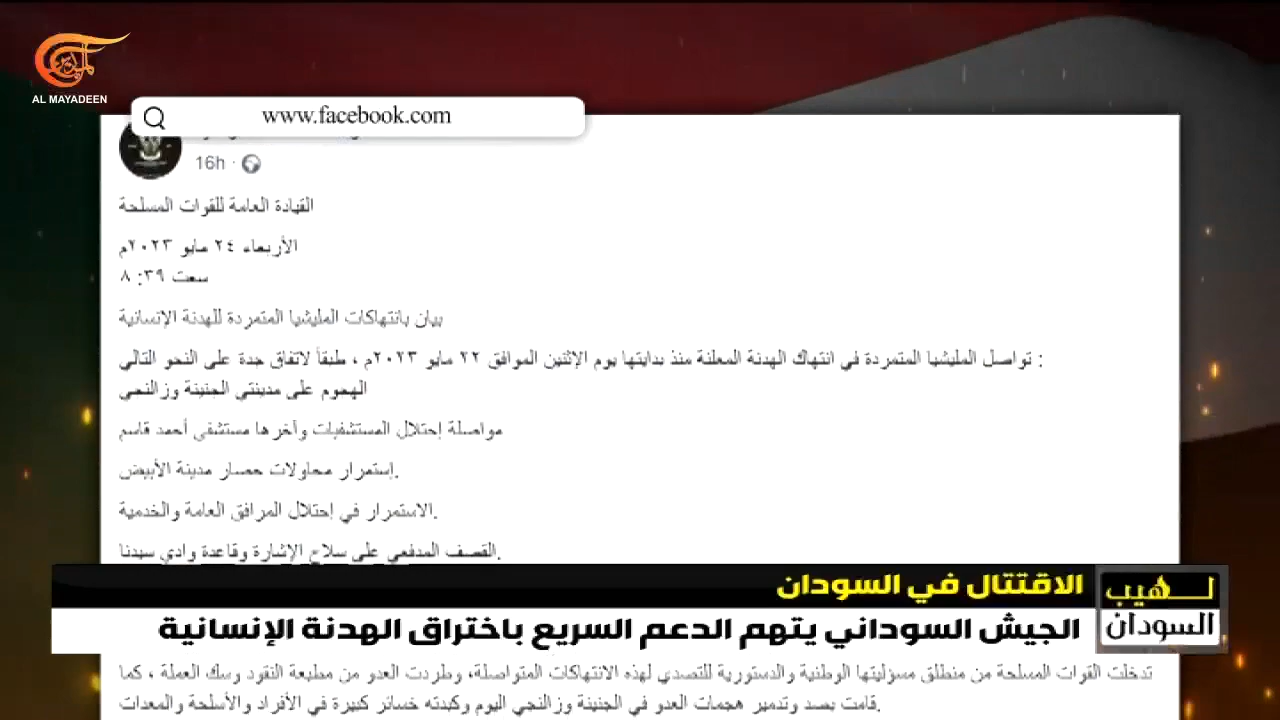 AL MAYADEEN
www.facebook.com
16h ·
القيادة العامة للقوات المسلحة
الأربعاء ٢٤ مايو ٢٠٢٣م
سعت ٣٩: ٨
بيان بانتهاكات المليشيا المتمردة للهدنة الإنسانية
تواصل المليشيا المتمردة في انتهاك الهدنة المعلنة منذ بدايتها يوم الإثنين الموافق ٢٢ مايو ٢٠٢٣م ، طبقاً لاتفاق جدة على النحو التالي :
الهجوم على مدينتي الجنينة وزالنجي
مواصلة إحتلال المستشفيات وآخرها مستشفى أحمد قاسم
إستمرار محاولات حصار مدينة الأبيض.
الاستمرار في إحتلال المرافق العامة والخدمية.
القصف المدفعي على سلاح الإشارة وقاعدة وادي سيدنا.
لهيب
السودان
الاقتتال في السودان
الجيش السوداني يتهم الدعم السريع باختراق الهدنة الإنسانية
تدخلت القوات المسلحة من منطلق مسؤليتها الوطنية والدستورية للتصدي لهذه الانتهاكات المتواصلة، وطردت العدو من مطبعة النقود وسك العملة ، كما
قامت بصد وتدمير هجمات العدو في الجنينة وزالنجي اليوم وكبدته خسائر كبيرة في الأفراد والأسلحة والمعدات.